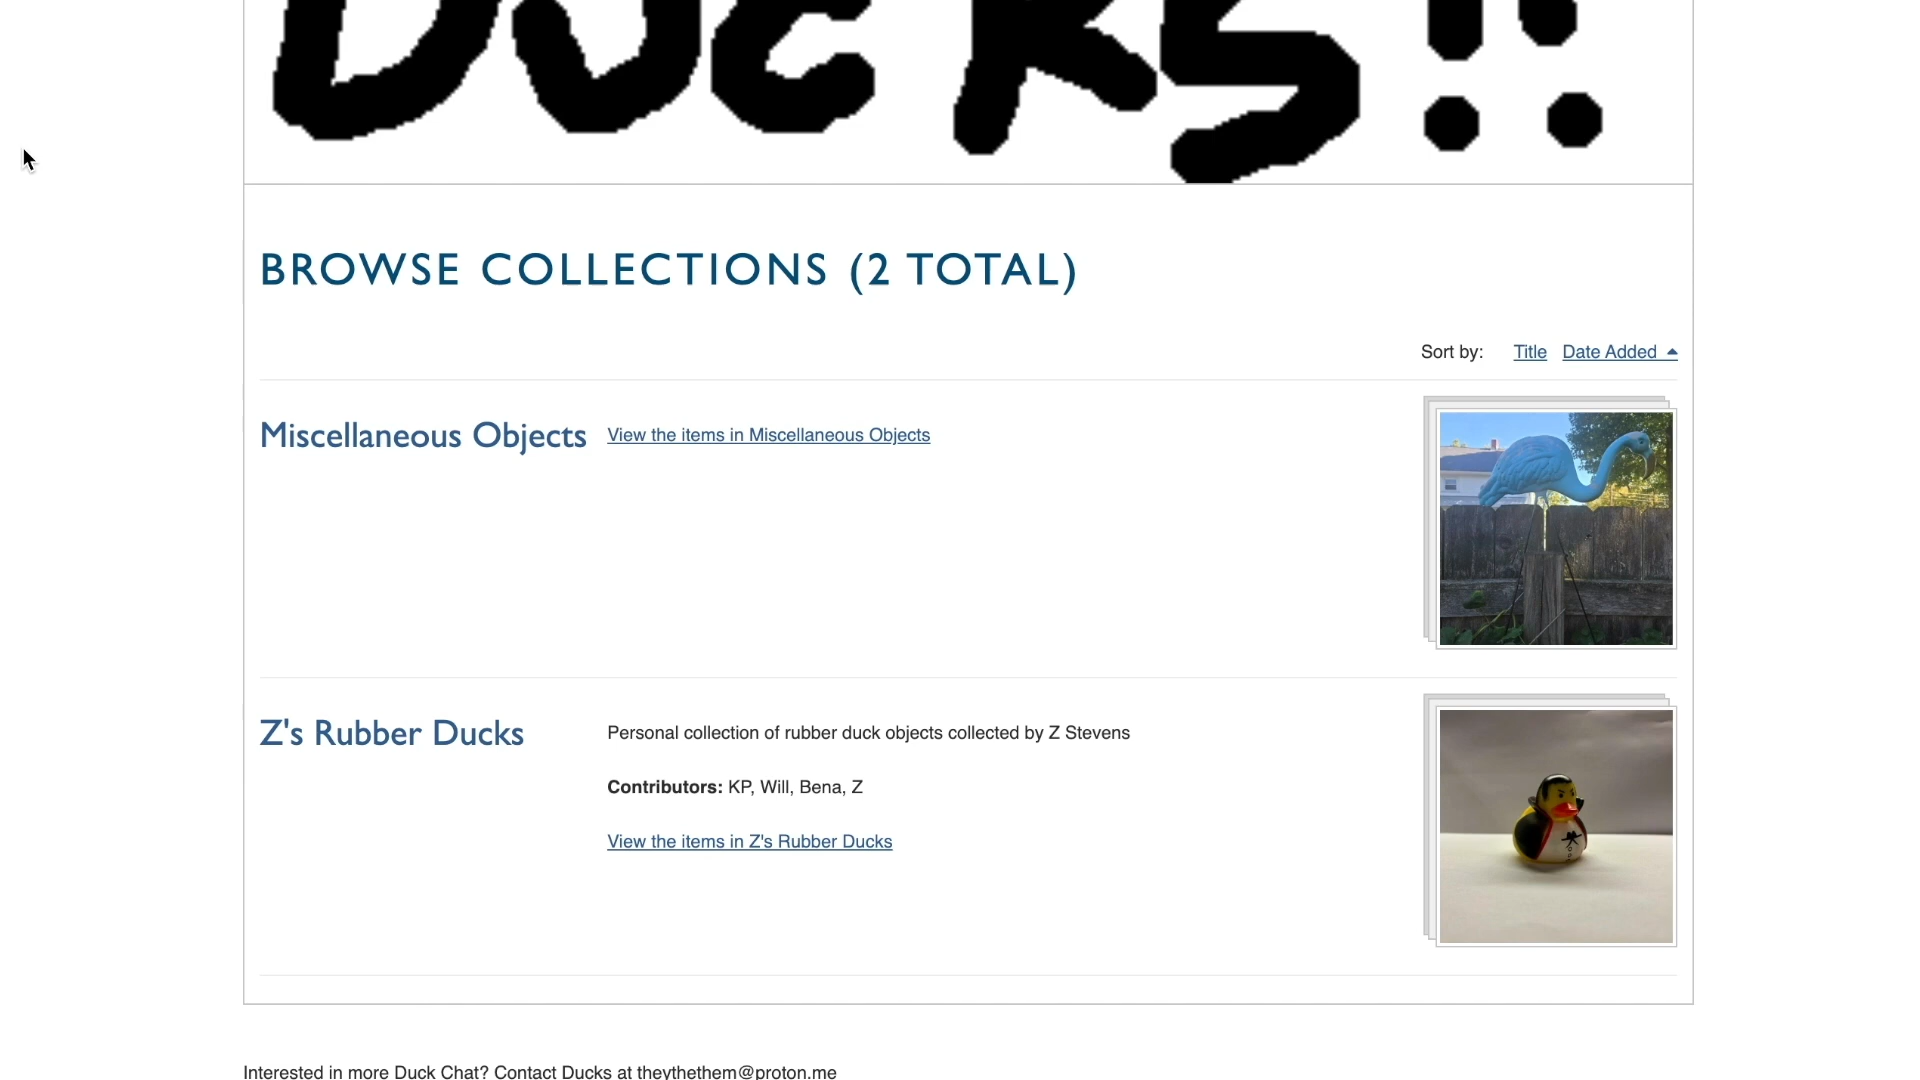 DUCKS!!
BROWSE COLLECTIONS (2 TOTAL)
Sort by: Title Date Added
Miscellaneous Objects View the items in Miscellaneous Objects
Z's Rubber Ducks Personal collection of rubber duck objects collected by Z Stevens
Contributors: KP, Will, Bena, Z
View the items in Z's Rubber Ducks
Interested in more Duck Chat? Contact Ducks at theythethem@proton.me